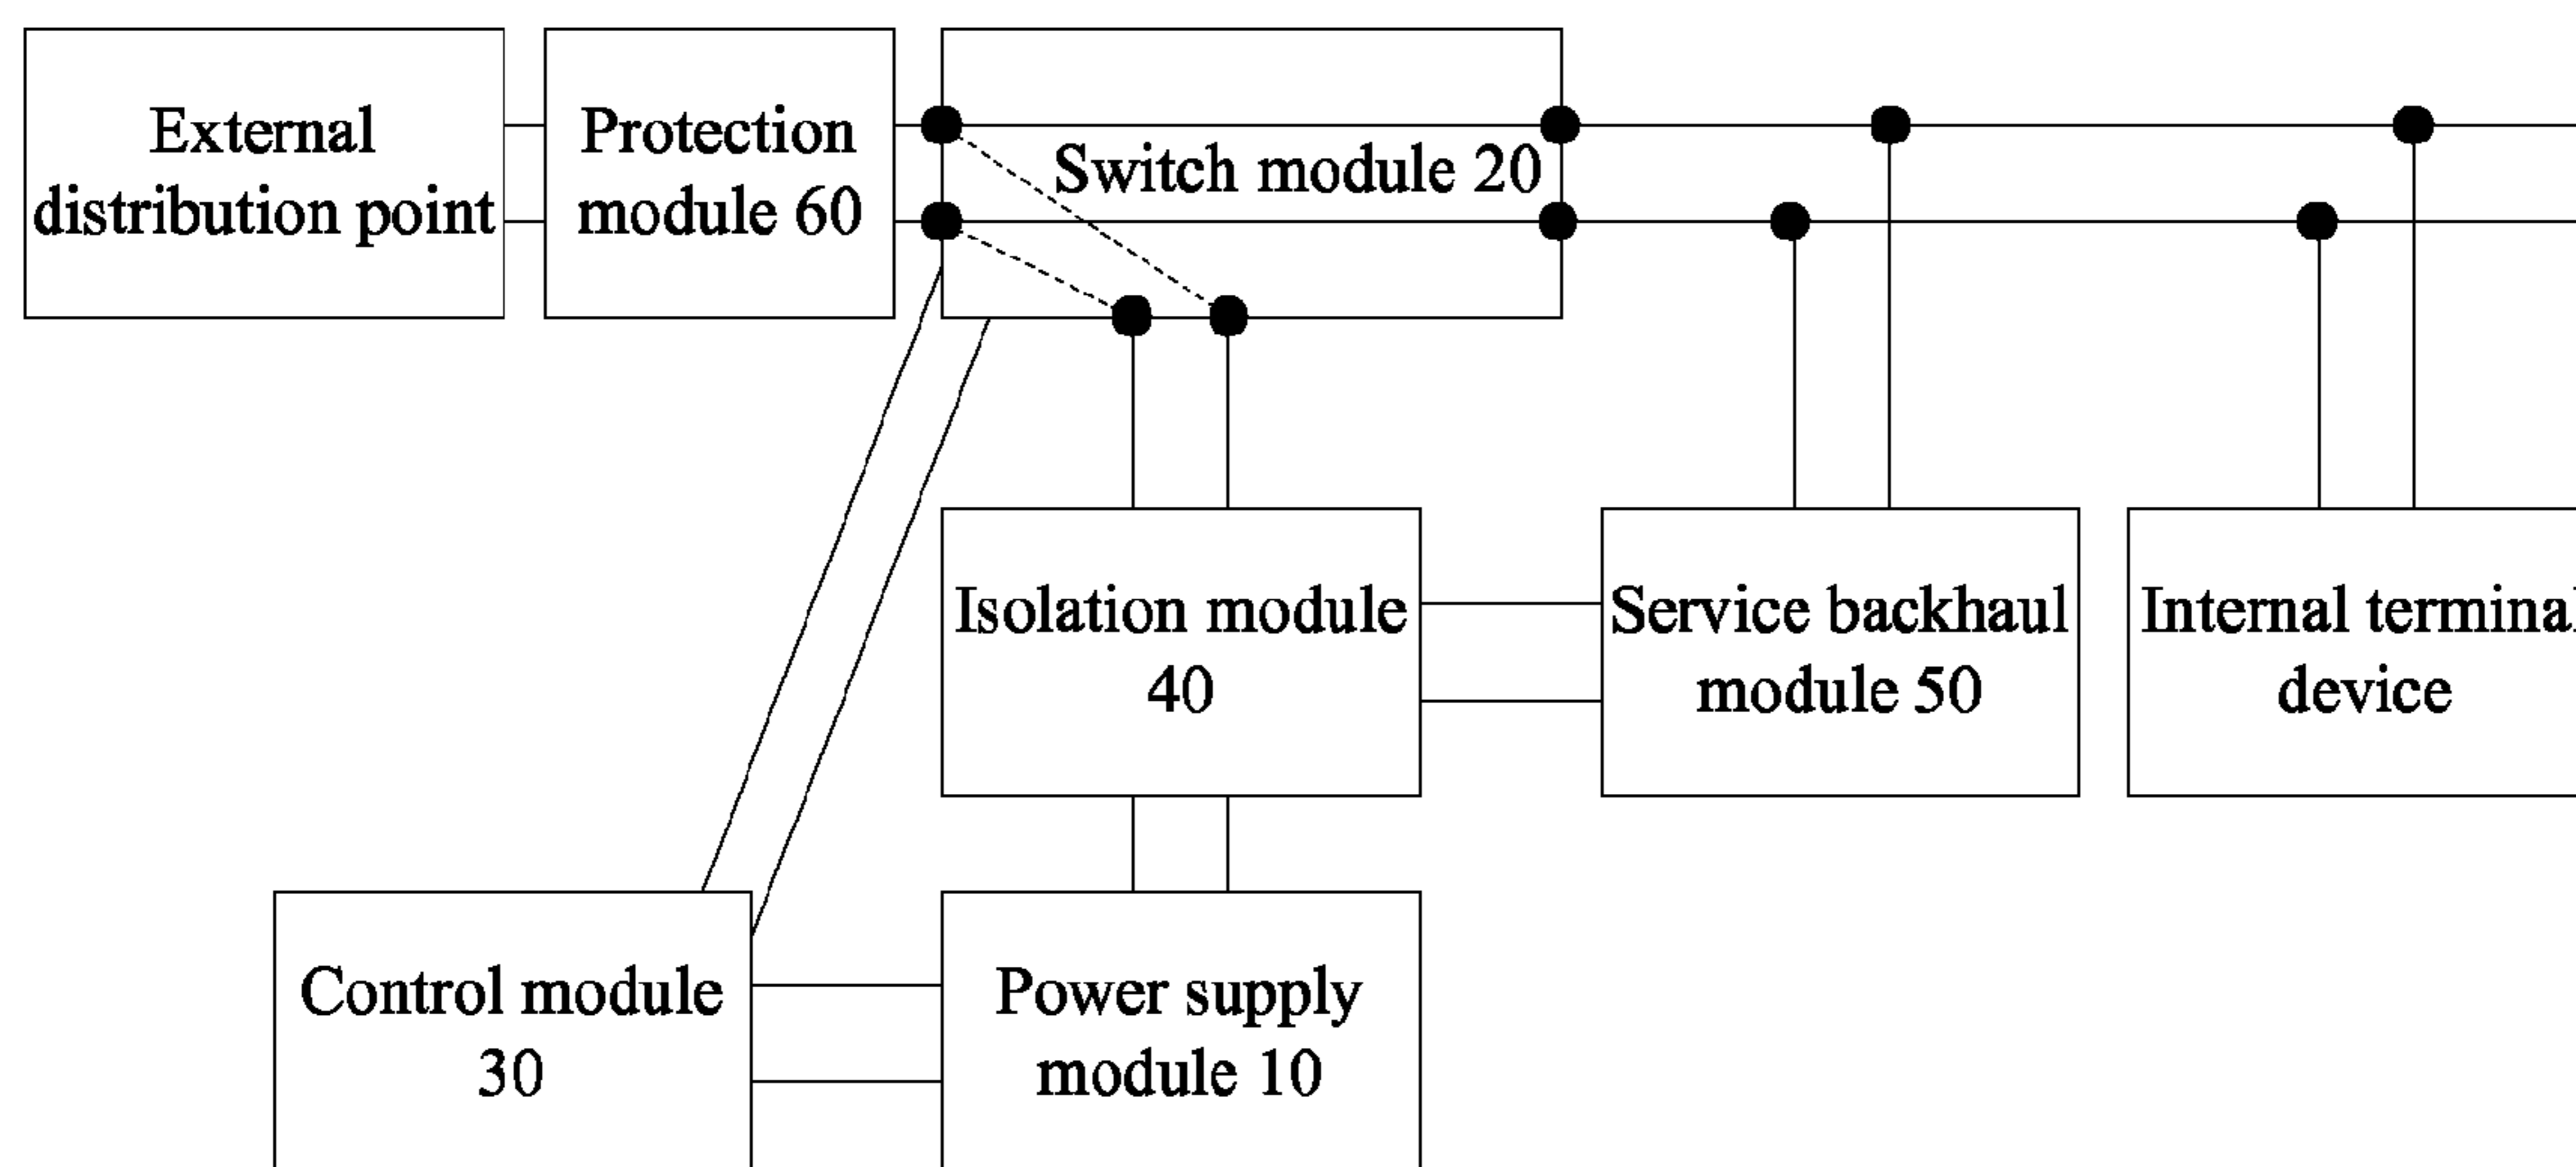 External
distribution point
Protection
module 60
Switch module 20
Isolation module
40
Service backhaul
module 50
Internal terminal
device
Control module
30
Power supply
module 10